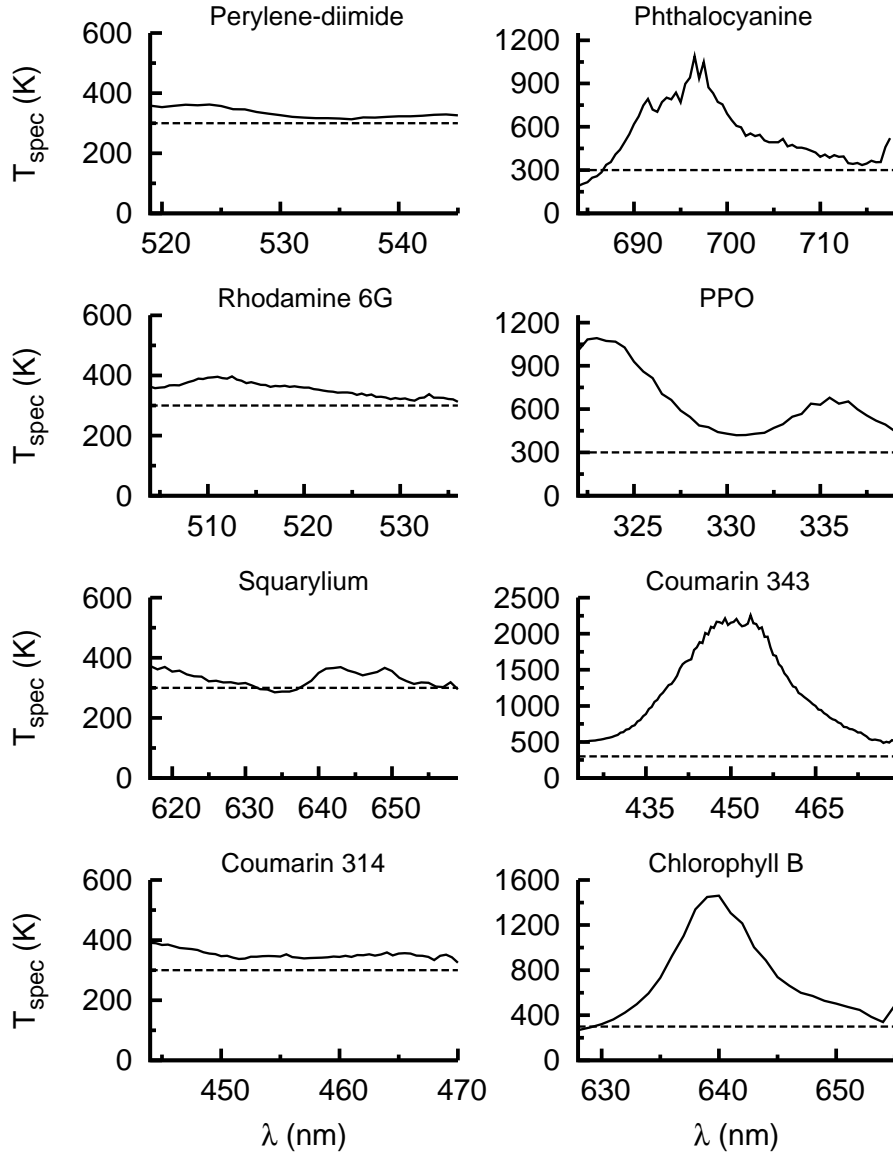 Perylene-diimide
T_spec (K)
600
400
200
0
520 530 540
Phthalocyanine
1200
900
600
300
0
690 700 710
Rhodamine 6G
T_spec (K)
600
400
200
0
510 520 530
PPO
1200
900
600
300
0
325 330 335
Squarylium
T_spec (K)
600
400
200
0
620 630 640 650
Coumarin 343
2500
2000
1500
1000
500
0
435 450 465
Coumarin 314
T_spec (K)
600
400
200
0
450 460 470
λ (nm)
Chlorophyll B
1600
1200
800
400
0
630 640 650
λ (nm)